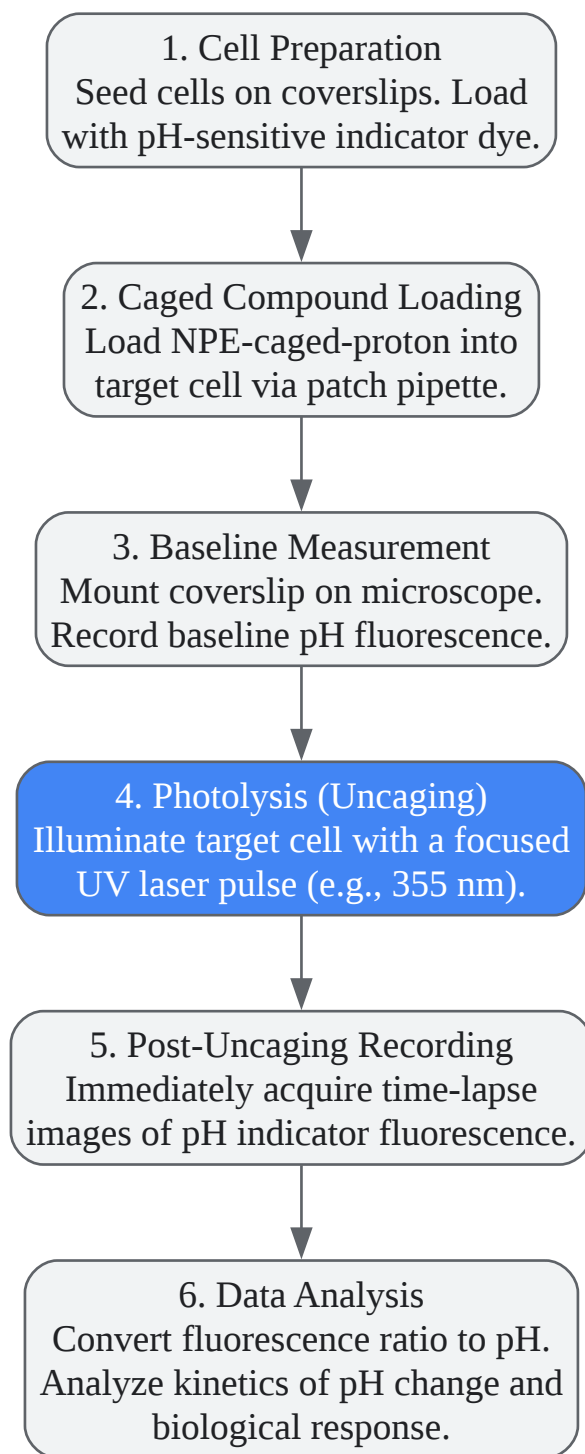 1. Cell Preparation
Seed cells on coverslips. Load
with pH-sensitive indicator dye.
2. Caged Compound Loading
Load NPE-caged-proton into
target cell via patch pipette.
3. Baseline Measurement
Mount coverslip on microscope.
Record baseline pH fluorescence.
4. Photolysis (Uncaging)
Illuminate target cell with a focused
UV laser pulse (e.g., 355 nm).
5. Post-Uncaging Recording
Immediately acquire time-lapse
images of pH indicator fluorescence.
6. Data Analysis
Convert fluorescence ratio to pH.
Analyze kinetics of pH change and
biological response.